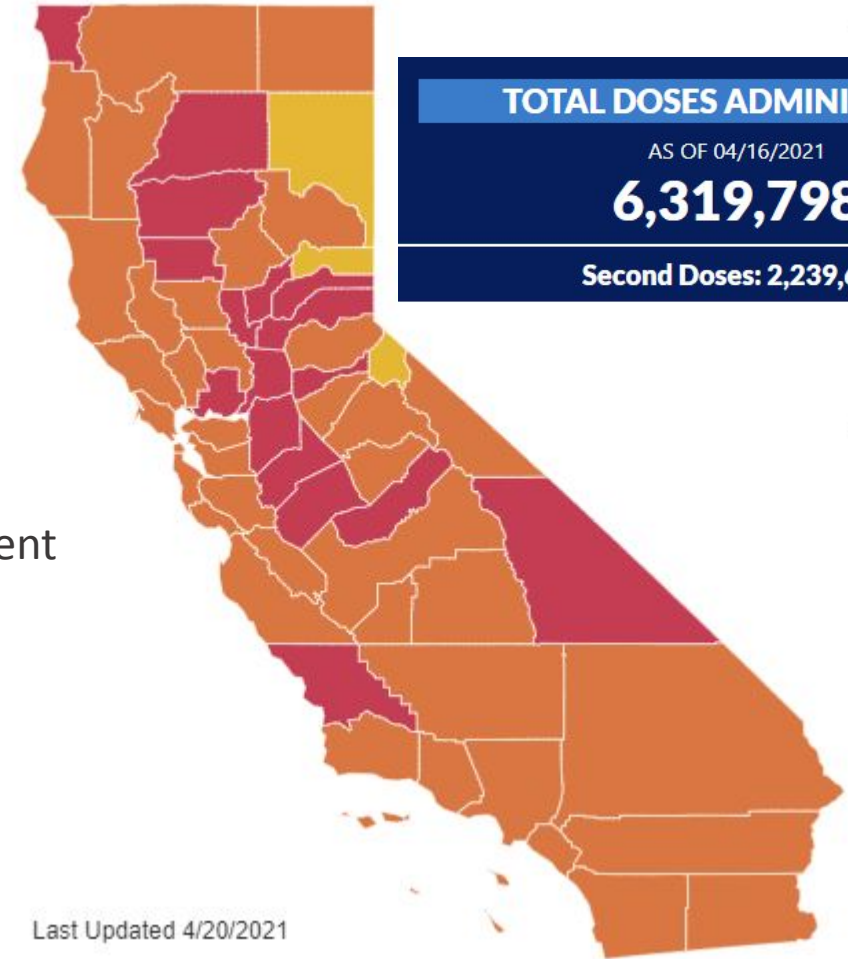 TOTAL DOSES ADMINI
AS OF 04/16/2021
6,319,798
Second Doses: 2,239,
ent
Last Updated 4/20/2021